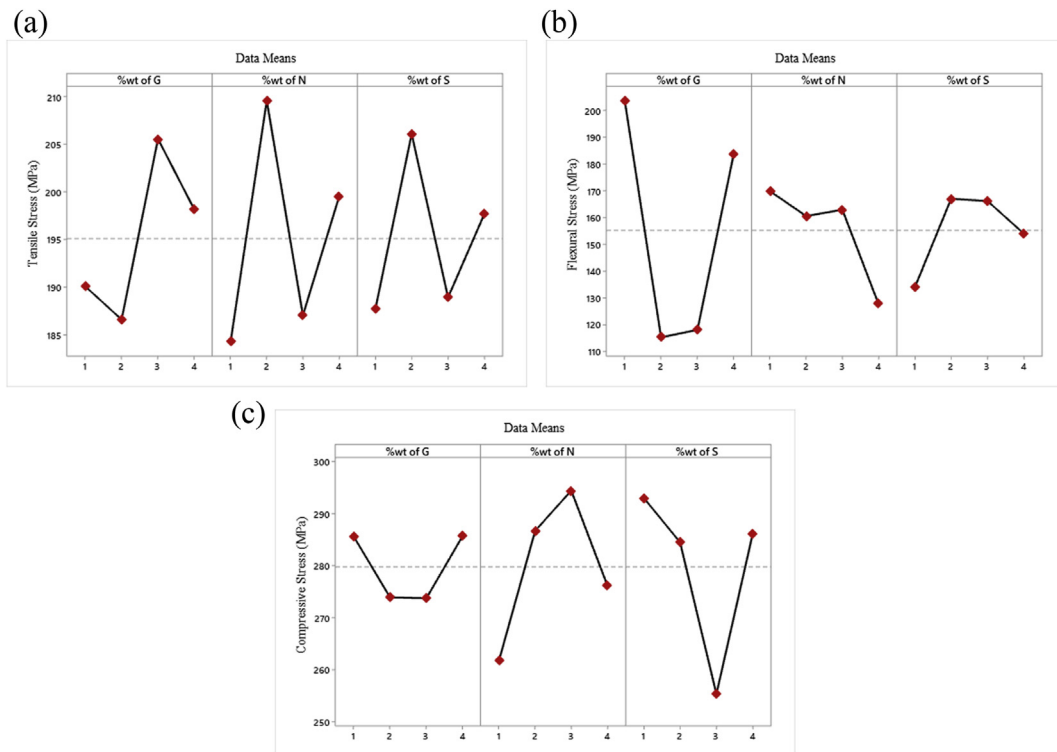 (a)
Data Means
%wt of G %wt of N %wt of S
Tensile Stress (MPa)
210
205
200
195
190
185
1 2 3 4 1 2 3 4 1 2 3 4
(b)
Data Means
%wt of G %wt of N %wt of S
Flexural Stress (MPa)
200
190
180
170
160
150
140
130
120
110
1 2 3 4 1 2 3 4 1 2 3 4
(c)
Data Means
%wt of G %wt of N %wt of S
Compressive Stress (MPa)
300
290
280
270
260
250
1 2 3 4 1 2 3 4 1 2 3 4